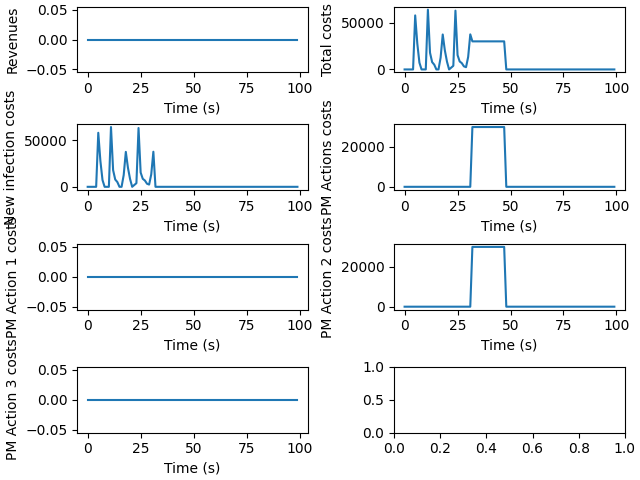 Revenues
0.05
0.00
−0.05
0 25 50 75 100
Time (s)
Total costs
50000
0
0 25 50 75 100
Time (s)
New infection costs
50000
0
0 25 50 75 100
Time (s)
PM Actions costs
20000
0
0 25 50 75 100
Time (s)
PM Action 1 costs
0.05
0.00
−0.05
0 25 50 75 100
Time (s)
PM Action 2 costs
20000
0
0 25 50 75 100
Time (s)
PM Action 3 costs
0.05
0.00
−0.05
0 25 50 75 100
Time (s)
1.0
0.5
0.0
0.0 0.2 0.4 0.6 0.8 1.0